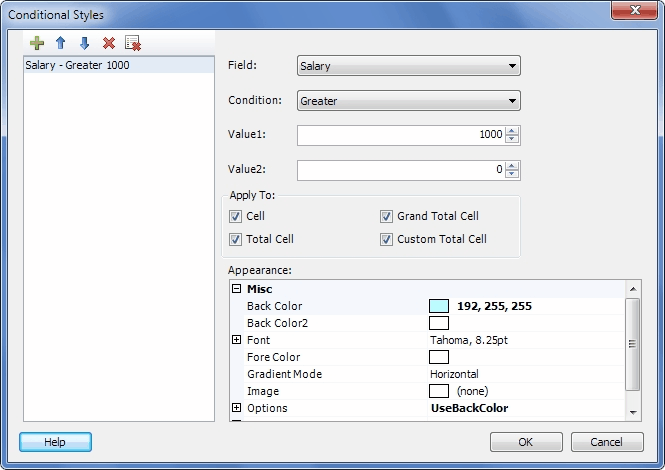 Conditional Styles
Salary - Greater 1000
Field: Salary
Condition: Greater
Value1: 1000
Value2: 0
Apply To:
Cell Grand Total Cell
Total Cell Custom Total Cell
Appearance:
Misc
Back Color 192, 255, 255
Back Color2
Font Tahoma, 8.25pt
Fore Color
Gradient Mode Horizontal
Image (none)
Options UseBackColor
Help OK Cancel